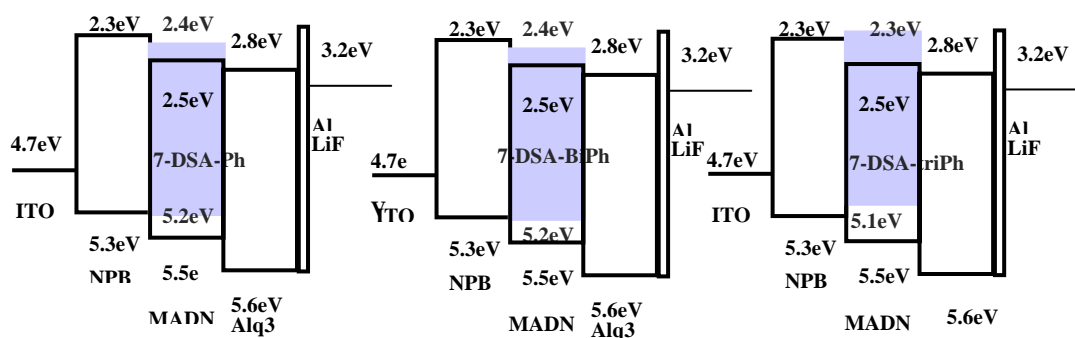 2.3eV 2.4eV
2.8eV
3.2eV
2.5eV
4.7eV
7-DSA-Ph
Al
LiF
ITO
5.2eV
5.3eV
NPB
5.5e
5.6eV
MADN
Alq3
2.3eV 2.4eV
2.8eV
3.2eV
2.5eV
4.7e
V
7-DSA-BiPh
Al
LiF
ITO
5.2eV
5.3eV
NPB
5.5eV
5.6eV
MADN
Alq3
2.3eV 2.3eV
2.8eV
3.2eV
2.5eV
4.7eV
7-DSA-triPh
Al
LiF
ITO
5.1eV
5.3eV
NPB
5.5eV
MADN
5.6eV